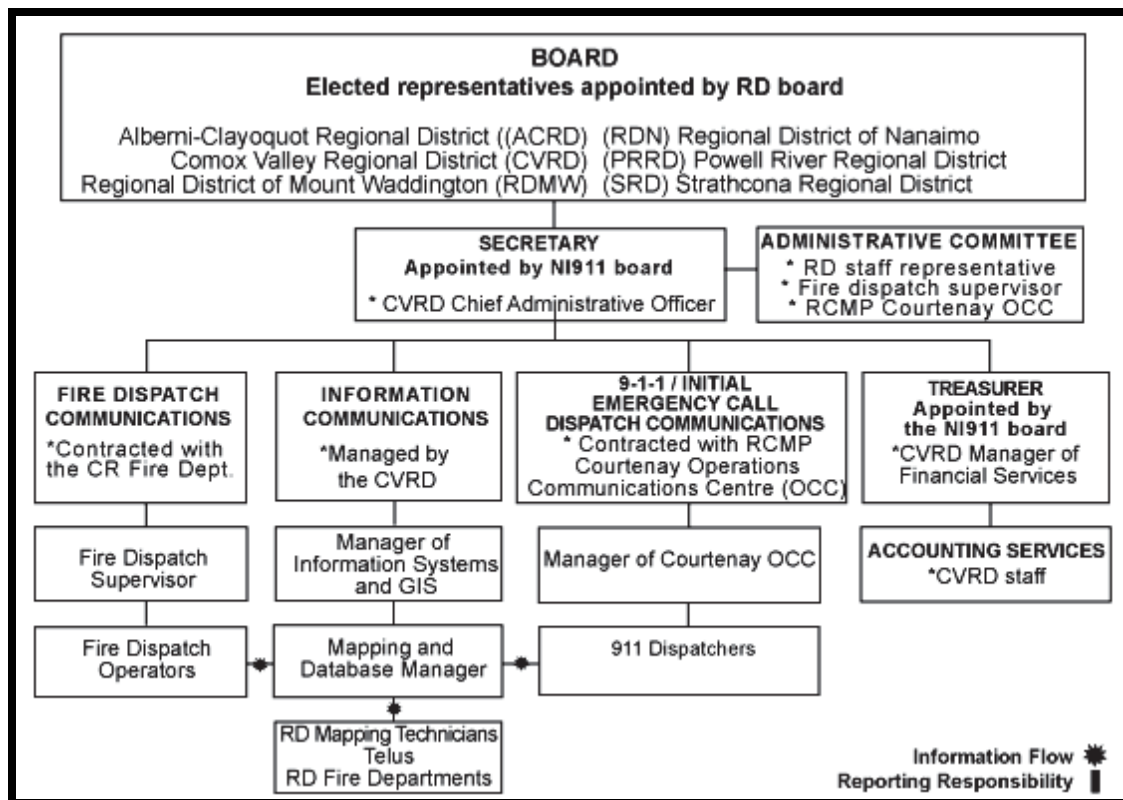 BOARD
Elected representatives appointed by RD board
Alberni-Clayoquot Regional District ((ACRD) (RDN) Regional District of Nanaimo
Comox Valley Regional District (CVRD) (PRRD) Powell River Regional District
Regional District of Mount Waddington (RDMW) (SRD) Strathcona Regional District
SECRETARY
Appointed by NI911 board
* CVRD Chief Administrative Officer
ADMINISTRATIVE COMMITTEE
* RD staff representative
* Fire dispatch supervisor
* RCMP Courtenay OCC
FIRE DISPATCH
COMMUNICATIONS
*Contracted with
the CR Fire Dept.
INFORMATION
COMMUNICATIONS
*Managed by
the CVRD
9-1-1 / INITIAL
EMERGENCY CALL
DISPATCH COMMUNICATIONS
* Contracted with RCMP
Courtenay Operations
Communications Centre (OCC)
TREASURER
Appointed by
the NI911 board
*CVRD Manager of
Financial Services
Fire Dispatch
Supervisor
Manager of
Information Systems
and GIS
Manager of Courtenay OCC
ACCOUNTING SERVICES
*CVRD staff
Fire Dispatch
Operators
Mapping and
Database Manager
911 Dispatchers
RD Mapping Technicians
Telus
RD Fire Departments
Information Flow
Reporting Responsibility